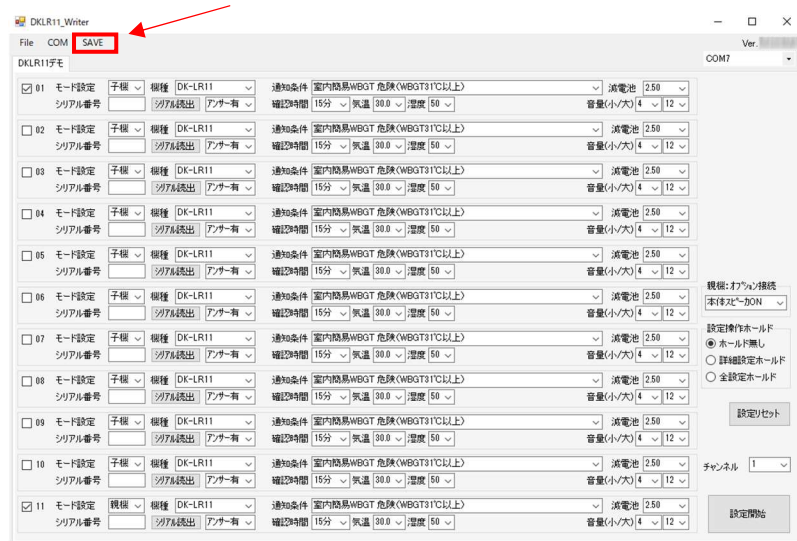 DKLR11_Writer
File COM SAVE Ver.
DKLR11デモ COM7
01 モード設定 子機 機種 DK-LR11 通知条件 室内簡易WBGT 危険(WBGT31℃以上) 減電池 2.50
シリアル番号 シリアル読出 アンサー有 確認時間 15分 気温 30.0 湿度 50 音量(小/大) 4 12
02 モード設定 子機 機種 DK-LR11 通知条件 室内簡易WBGT 危険(WBGT31℃以上) 減電池 2.50
シリアル番号 シリアル読出 アンサー有 確認時間 15分 気温 30.0 湿度 50 音量(小/大) 4 12
03 モード設定 子機 機種 DK-LR11 通知条件 室内簡易WBGT 危険(WBGT31℃以上) 減電池 2.50
シリアル番号 シリアル読出 アンサー有 確認時間 15分 気温 30.0 湿度 50 音量(小/大) 4 12
04 モード設定 子機 機種 DK-LR11 通知条件 室内簡易WBGT 危険(WBGT31℃以上) 減電池 2.50
シリアル番号 シリアル読出 アンサー有 確認時間 15分 気温 30.0 湿度 50 音量(小/大) 4 12
05 モード設定 子機 機種 DK-LR11 通知条件 室内簡易WBGT 危険(WBGT31℃以上) 減電池 2.50
シリアル番号 シリアル読出 アンサー有 確認時間 15分 気温 30.0 湿度 50 音量(小/大) 4 12
06 モード設定 子機 機種 DK-LR11 通知条件 室内簡易WBGT 危険(WBGT31℃以上) 減電池 2.50
シリアル番号 シリアル読出 アンサー有 確認時間 15分 気温 30.0 湿度 50 音量(小/大) 4 12
07 モード設定 子機 機種 DK-LR11 通知条件 室内簡易WBGT 危険(WBGT31℃以上) 減電池 2.50
シリアル番号 シリアル読出 アンサー有 確認時間 15分 気温 30.0 湿度 50 音量(小/大) 4 12
08 モード設定 子機 機種 DK-LR11 通知条件 室内簡易WBGT 危険(WBGT31℃以上) 減電池 2.50
シリアル番号 シリアル読出 アンサー有 確認時間 15分 気温 30.0 湿度 50 音量(小/大) 4 12
09 モード設定 子機 機種 DK-LR11 通知条件 室内簡易WBGT 危険(WBGT31℃以上) 減電池 2.50
シリアル番号 シリアル読出 アンサー有 確認時間 15分 気温 30.0 湿度 50 音量(小/大) 4 12
10 モード設定 子機 機種 DK-LR11 通知条件 室内簡易WBGT 危険(WBGT31℃以上) 減電池 2.50
シリアル番号 シリアル読出 アンサー有 確認時間 15分 気温 30.0 湿度 50 音量(小/大) 4 12
11 モード設定 親機 機種 DK-LR11 通知条件 室内簡易WBGT 危険(WBGT31℃以上) 減電池 2.50
シリアル番号 シリアル読出 アンサー有 確認時間 15分 気温 30.0 湿度 50 音量(小/大) 4 12
親機:オプション接続
本体スピーカON
設定操作ホールド
ホールド無し
詳細設定ホールド
全設定ホールド
設定リセット
チャンネル 1
設定開始